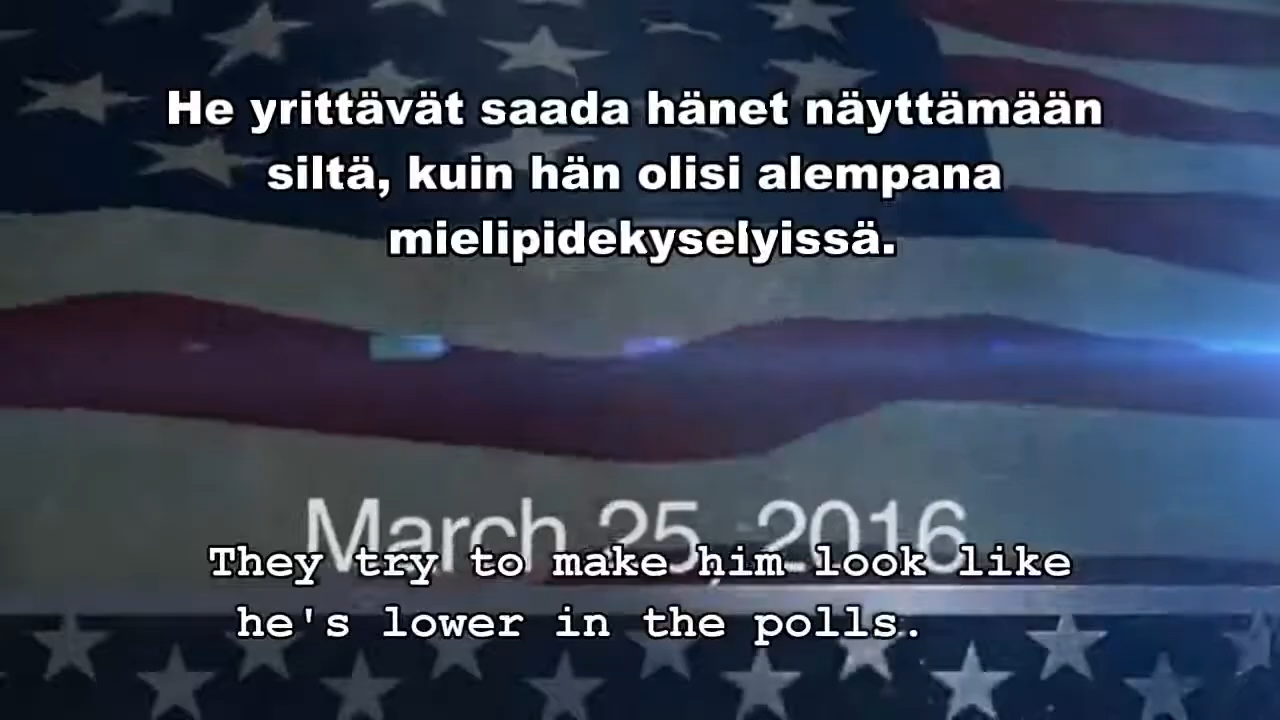 He yrittävät saada hänet näyttämään
siltä, kuin hän olisi alempana
mielipidekyselyissä.
March 25, 2016
They try to make him look like
he's lower in the polls.